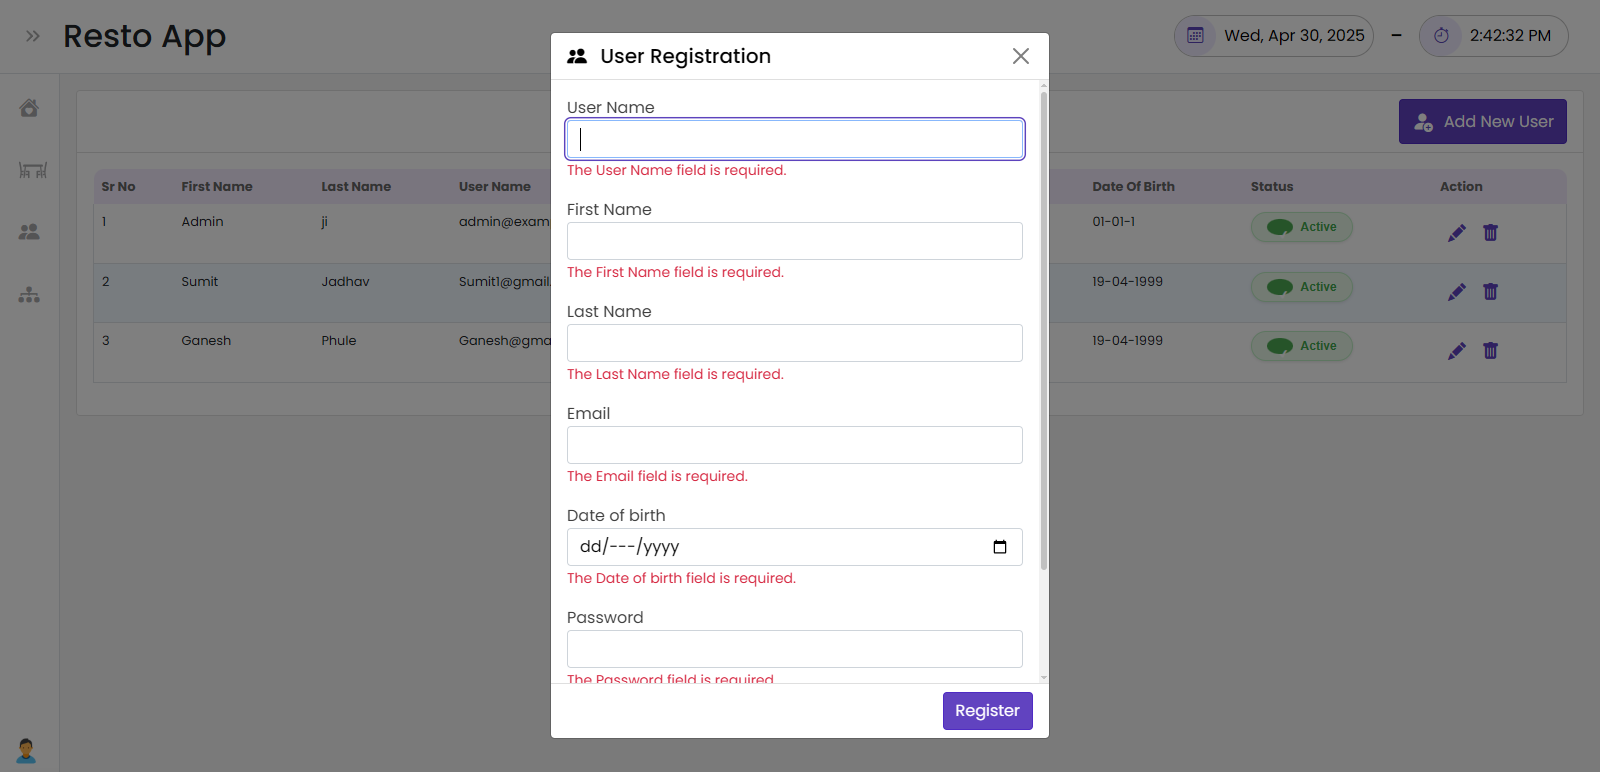 Resto App
Wed, Apr 30, 2025 – 2:42:32 PM
User Registration
Add New User
User Name
The User Name field is required.
First Name
The First Name field is required.
Last Name
The Last Name field is required.
Email
The Email field is required.
Date of birth
dd/---/yyyy
The Date of birth field is required.
Password
The Password field is required.
Register
Sr No First Name Last Name User Name Date Of Birth Status Action
1 Admin ji admin@exam 01-01-1 Active
2 Sumit Jadhav Sumit1@gmail. 19-04-1999 Active
3 Ganesh Phule Ganesh@gma 19-04-1999 Active